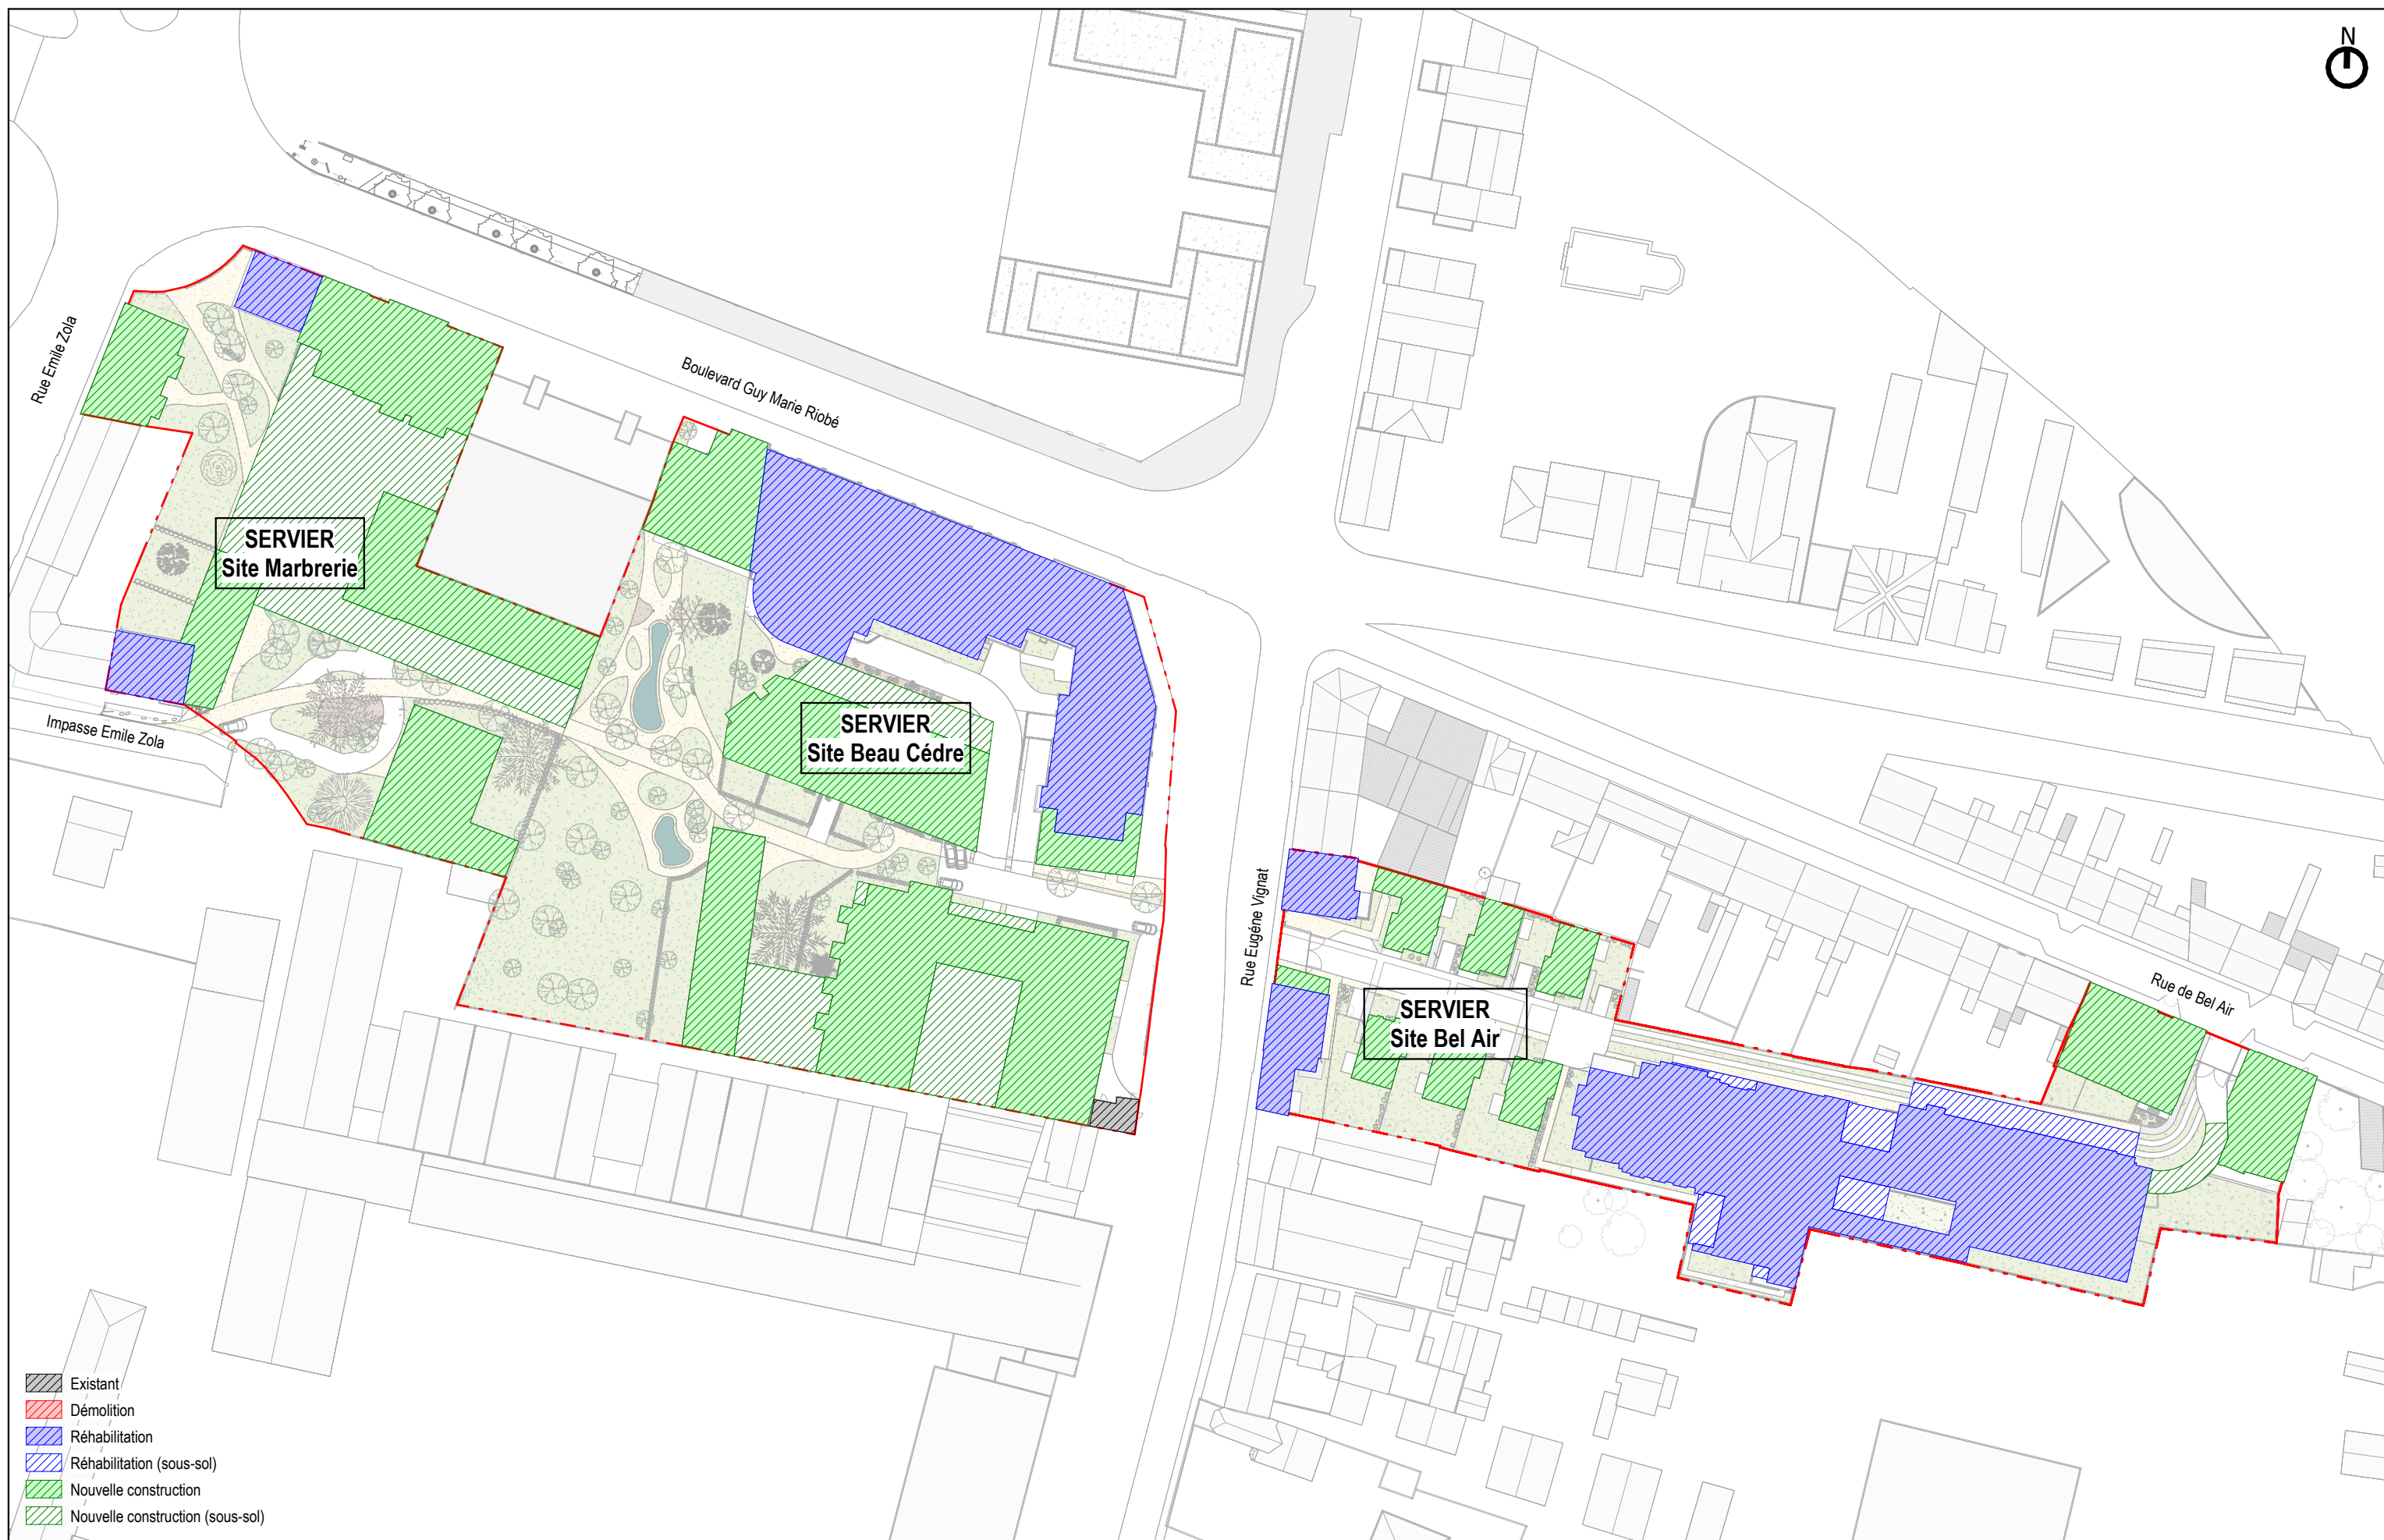 N
Rue Emile Zola
Boulevard Guy Marie Riobé
SERVIER
Site Marbrerie
Impasse Emile Zola
SERVIER
Site Beau Cédre
Rue Eugéne Vignat
SERVIER
Site Bel Air
Rue de Bel Air
Existant
Démolition
Réhabilitation
Réhabilitation (sous-sol)
Nouvelle construction
Nouvelle construction (sous-sol)